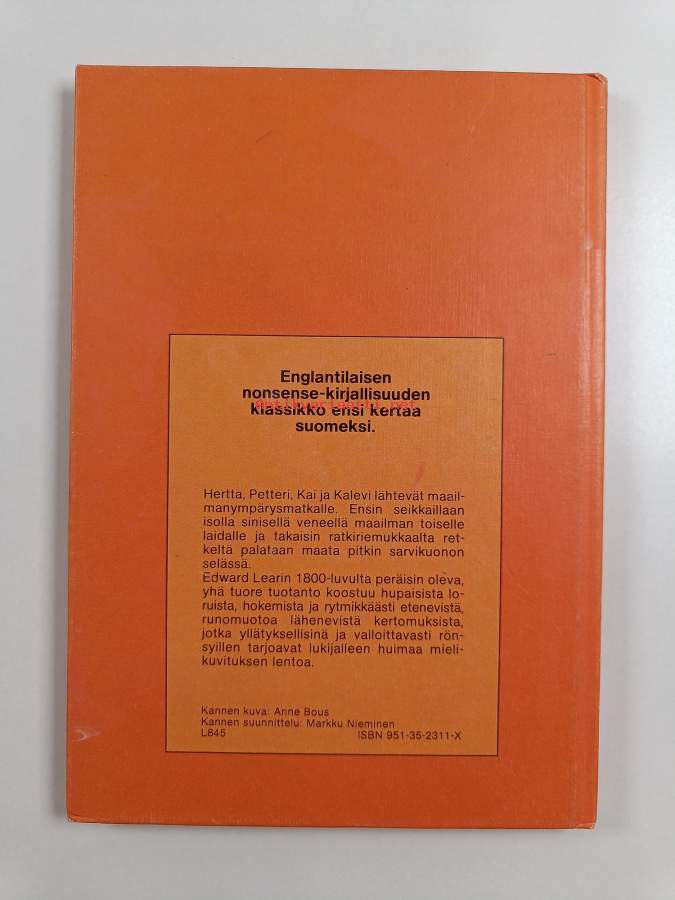 Englantilaisen
nonsense-kirjallisuuden
antikvariaatti.net
klassikko ensi kertaa
suomeksi.
Hertta, Petteri, Kai ja Kalevi lähtevät maail-
manympärysmatkalle. Ensin seikkaillaan
isolla sinisellä veneellä maailman toiselle
laidalle ja takaisin ratkiriemukkaalta ret-
keltä palataan maata pitkin sarvikuonon
selässä.
Edward Learin 1800-luvulta peräisin oleva,
yhä tuore tuotanto koostuu hupaisista lo-
ruista, hokemista ja rytmikkäästi etenevistä,
runomuotoa lähenevistä kertomuksista,
jotka yllätyksellisinä ja valloittavasti rön-
syillen tarjoavat lukijalleen huimaa mieli-
kuvituksen lentoa.
Kannen kuva: Anne Bous
Kannen suunnittelu: Markku Nieminen
L845 ISBN 951-35-2311-X